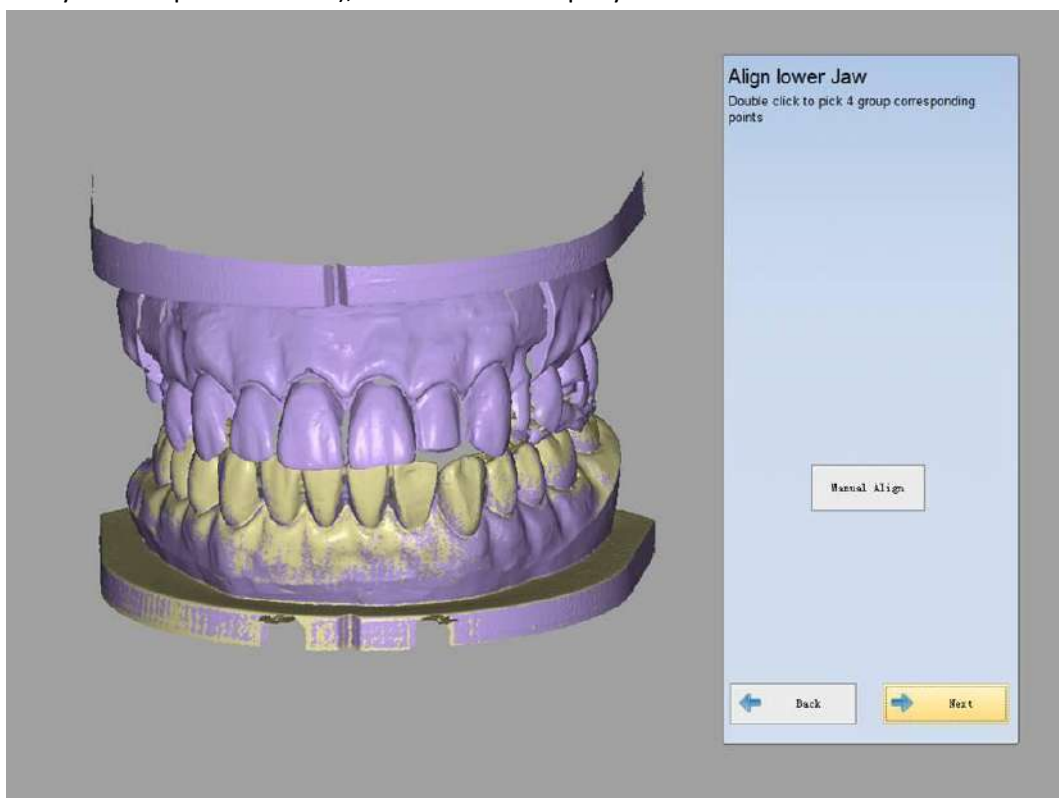 Align lower Jaw
Double click to pick 4 group corresponding
points
Manual Align
Back
Next